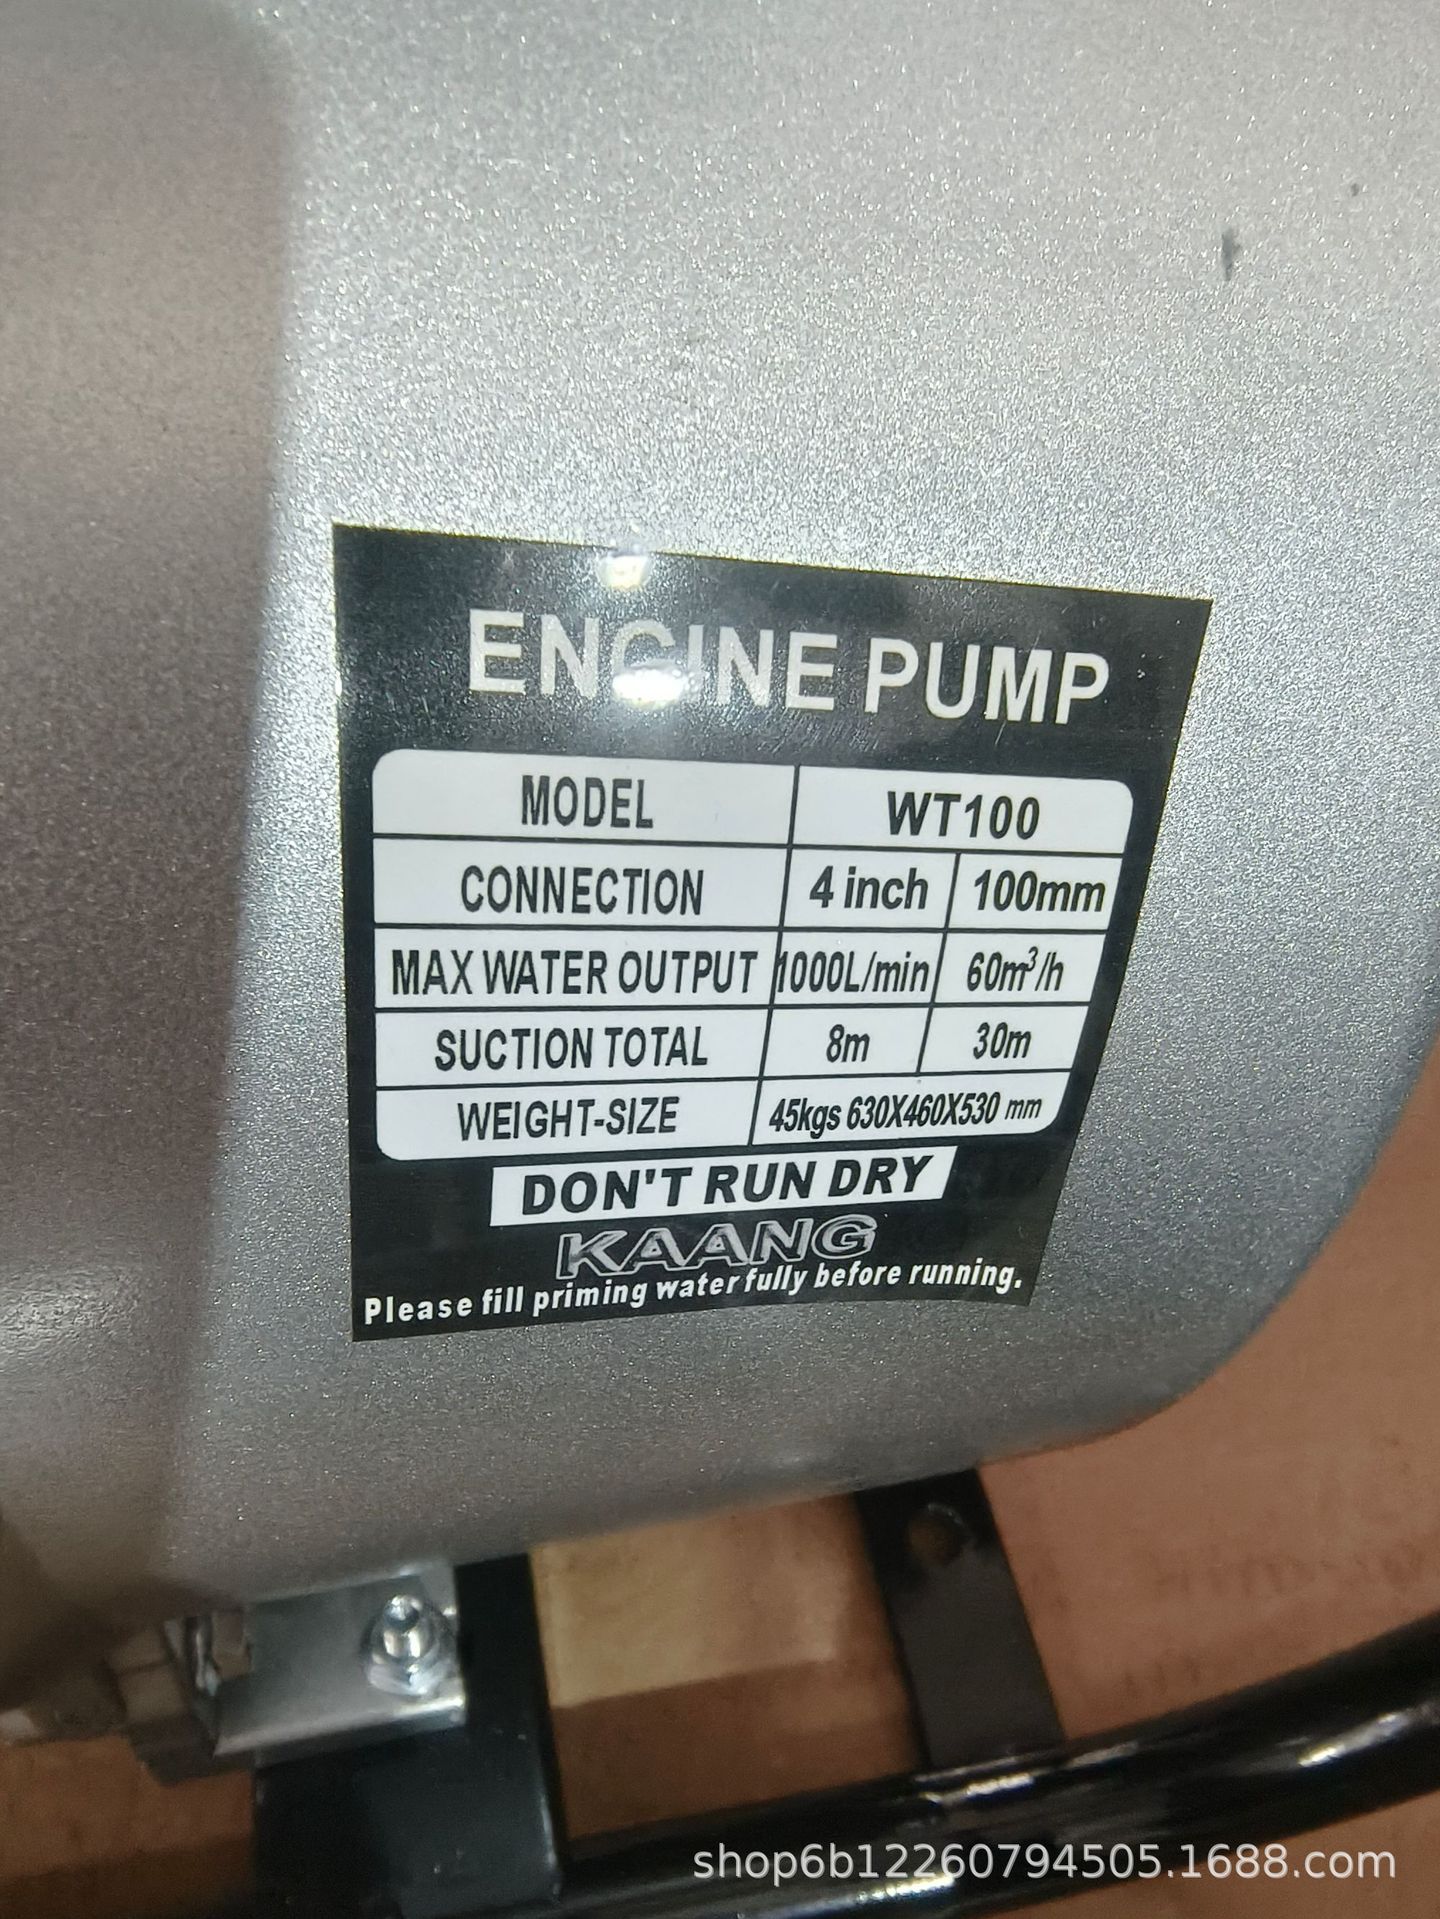 ENGINE PUMP
MODEL WT100
CONNECTION 4 inch 100mm
MAX WATER OUTPUT 1000L/min 60m³/h
SUCTION TOTAL 8m 30m
WEIGHT-SIZE 45kgs 630X460X530 mm
DON'T RUN DRY
KAANG
Please fill priming water fully before running.
shop6b12260794505.1688.com